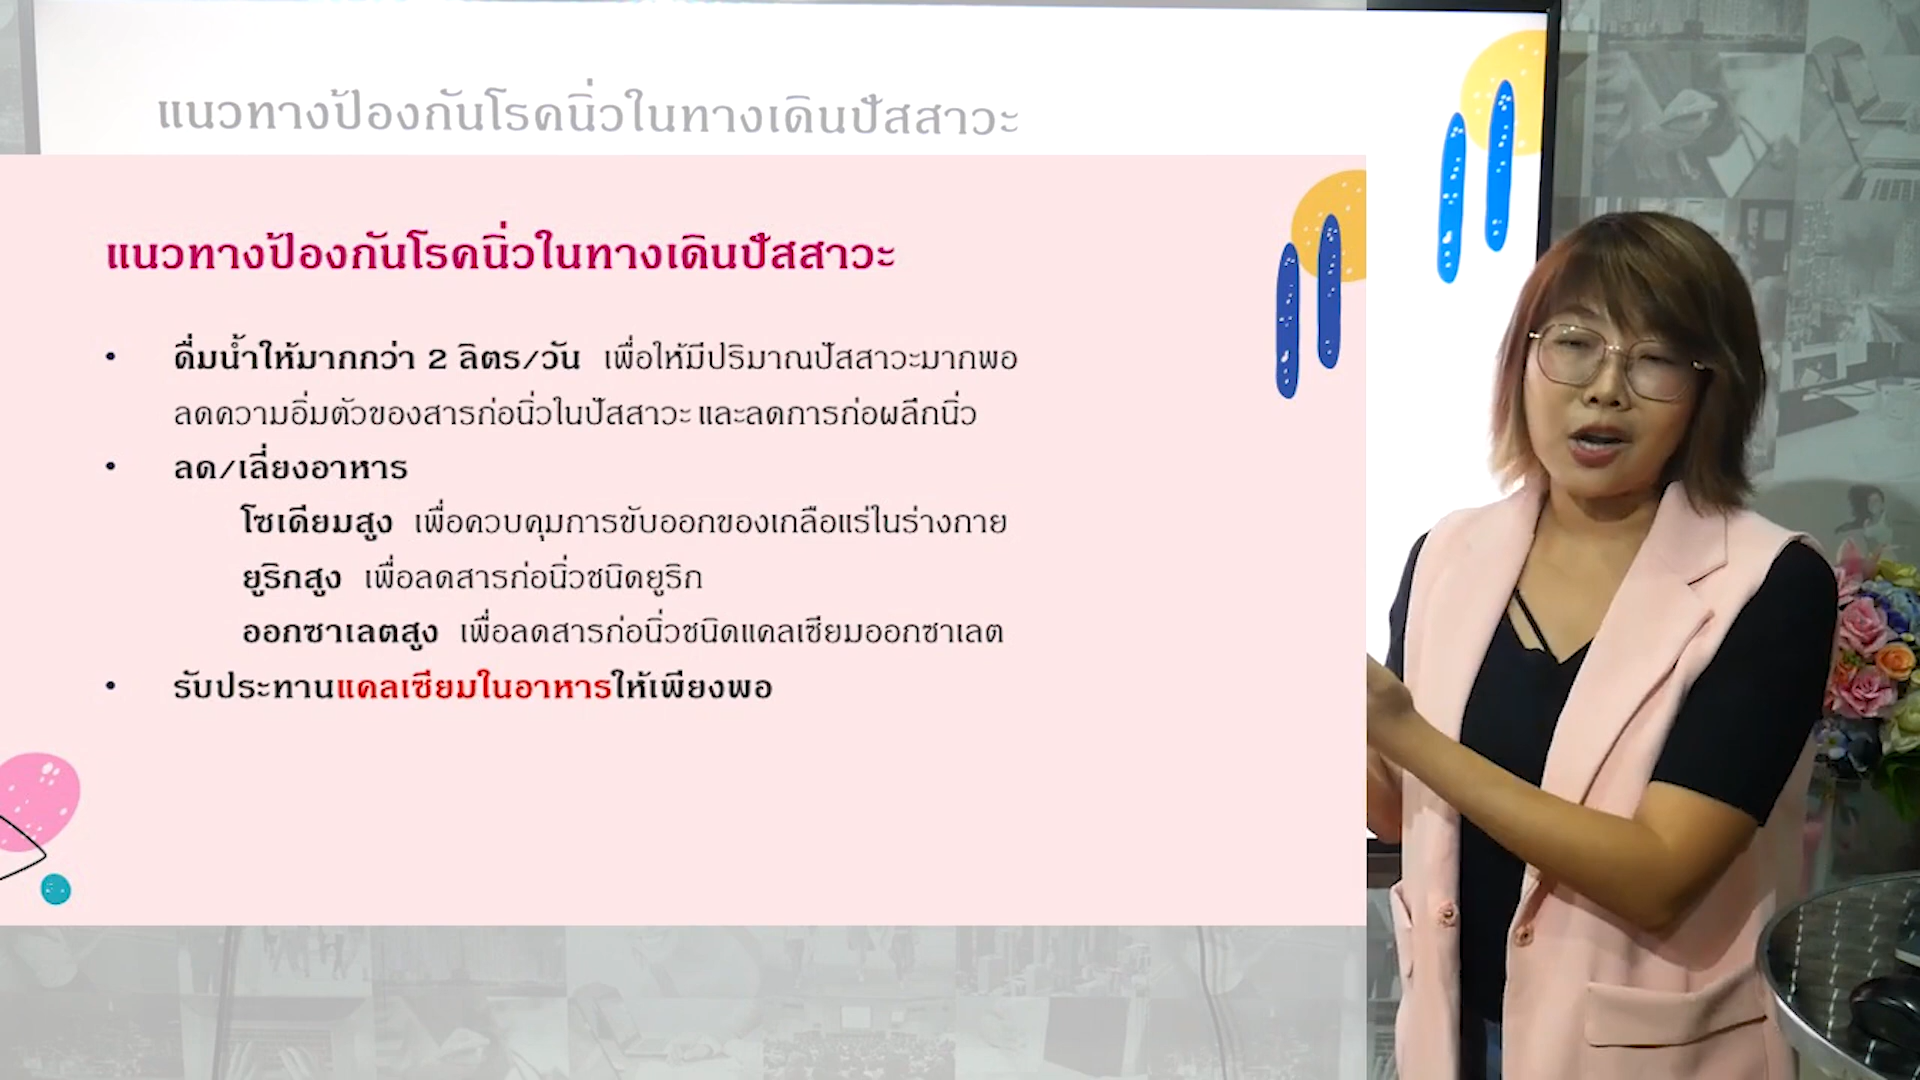 แนวทางป้องกันโรคนิ่วในทางเดินปัสสาวะ
แนวทางป้องกันโรคนิ่วในทางเดินปัสสาวะ
• ดื่มน้ำให้มากกว่า 2 ลิตร/วัน เพื่อให้มีปริมาณปัสสาวะมากพอ
ลดความอิ่มตัวของสารก่อนิ่วในปัสสาวะ และลดการก่อผลึกนิ่ว
• ลด/เลี่ยงอาหาร
โซเดียมสูง เพื่อควบคุมการขับออกของเกลือแร่ในร่างกาย
ยูริกสูง เพื่อลดสารก่อนิ่วชนิดยูริก
ออกซาเลตสูง เพื่อลดสารก่อนิ่วชนิดแคลเซียมออกซาเลต
• รับประทานแคลเซียมในอาหารให้เพียงพอ